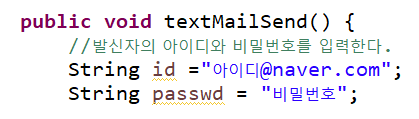 public void textMailSend() {
//발신자의 아이디와 비밀번호를 입력한다.
String id ="아이디@naver.com";
String passwd = "비밀번호";